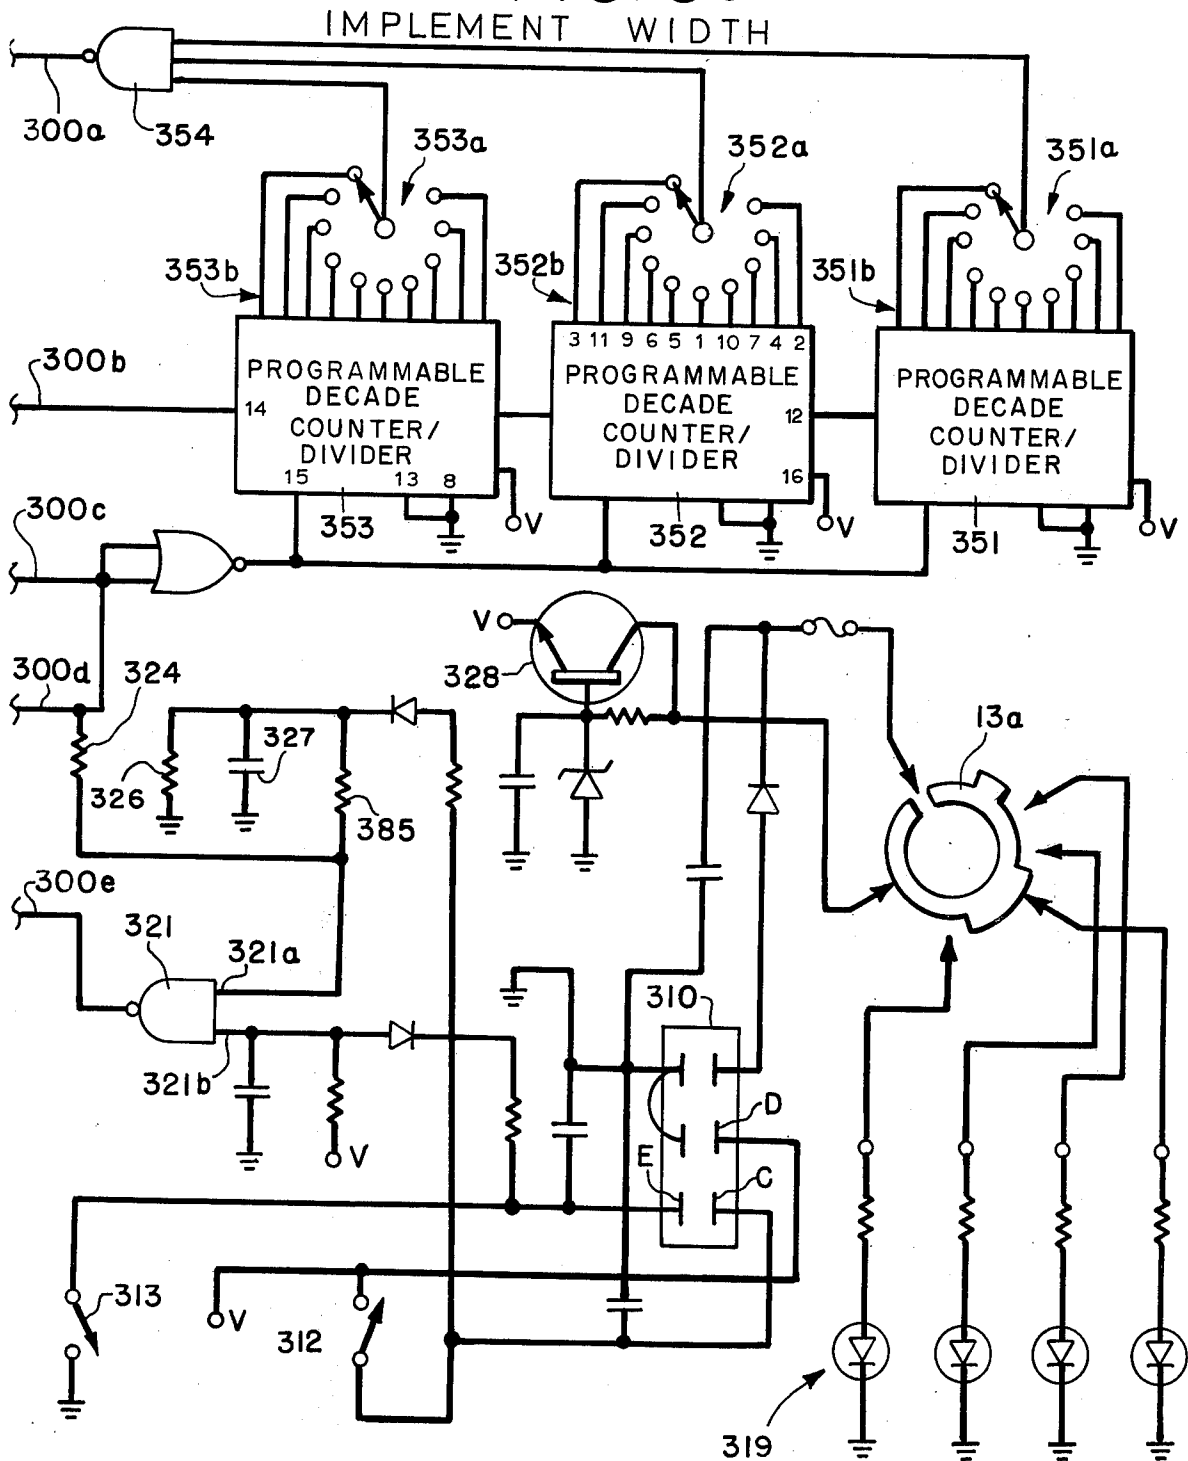 IMPLEMENT WIDTH
300a
354
353a
352a
351a
353b
352b
351b
300b
3 11 9 6 5 1 10 7 4 2
14
PROGRAMMABLE
DECADE
COUNTER/
DIVIDER
15 13 8
PROGRAMMABLE
DECADE
COUNTER/
DIVIDER
12
16
PROGRAMMABLE
DECADE
COUNTER/
DIVIDER
300c
353
V
352
V
351
V
300d
324
V
328
13a
326
327
385
300e
321
321a
310
321b
V
D
E
C
313
V
312
319